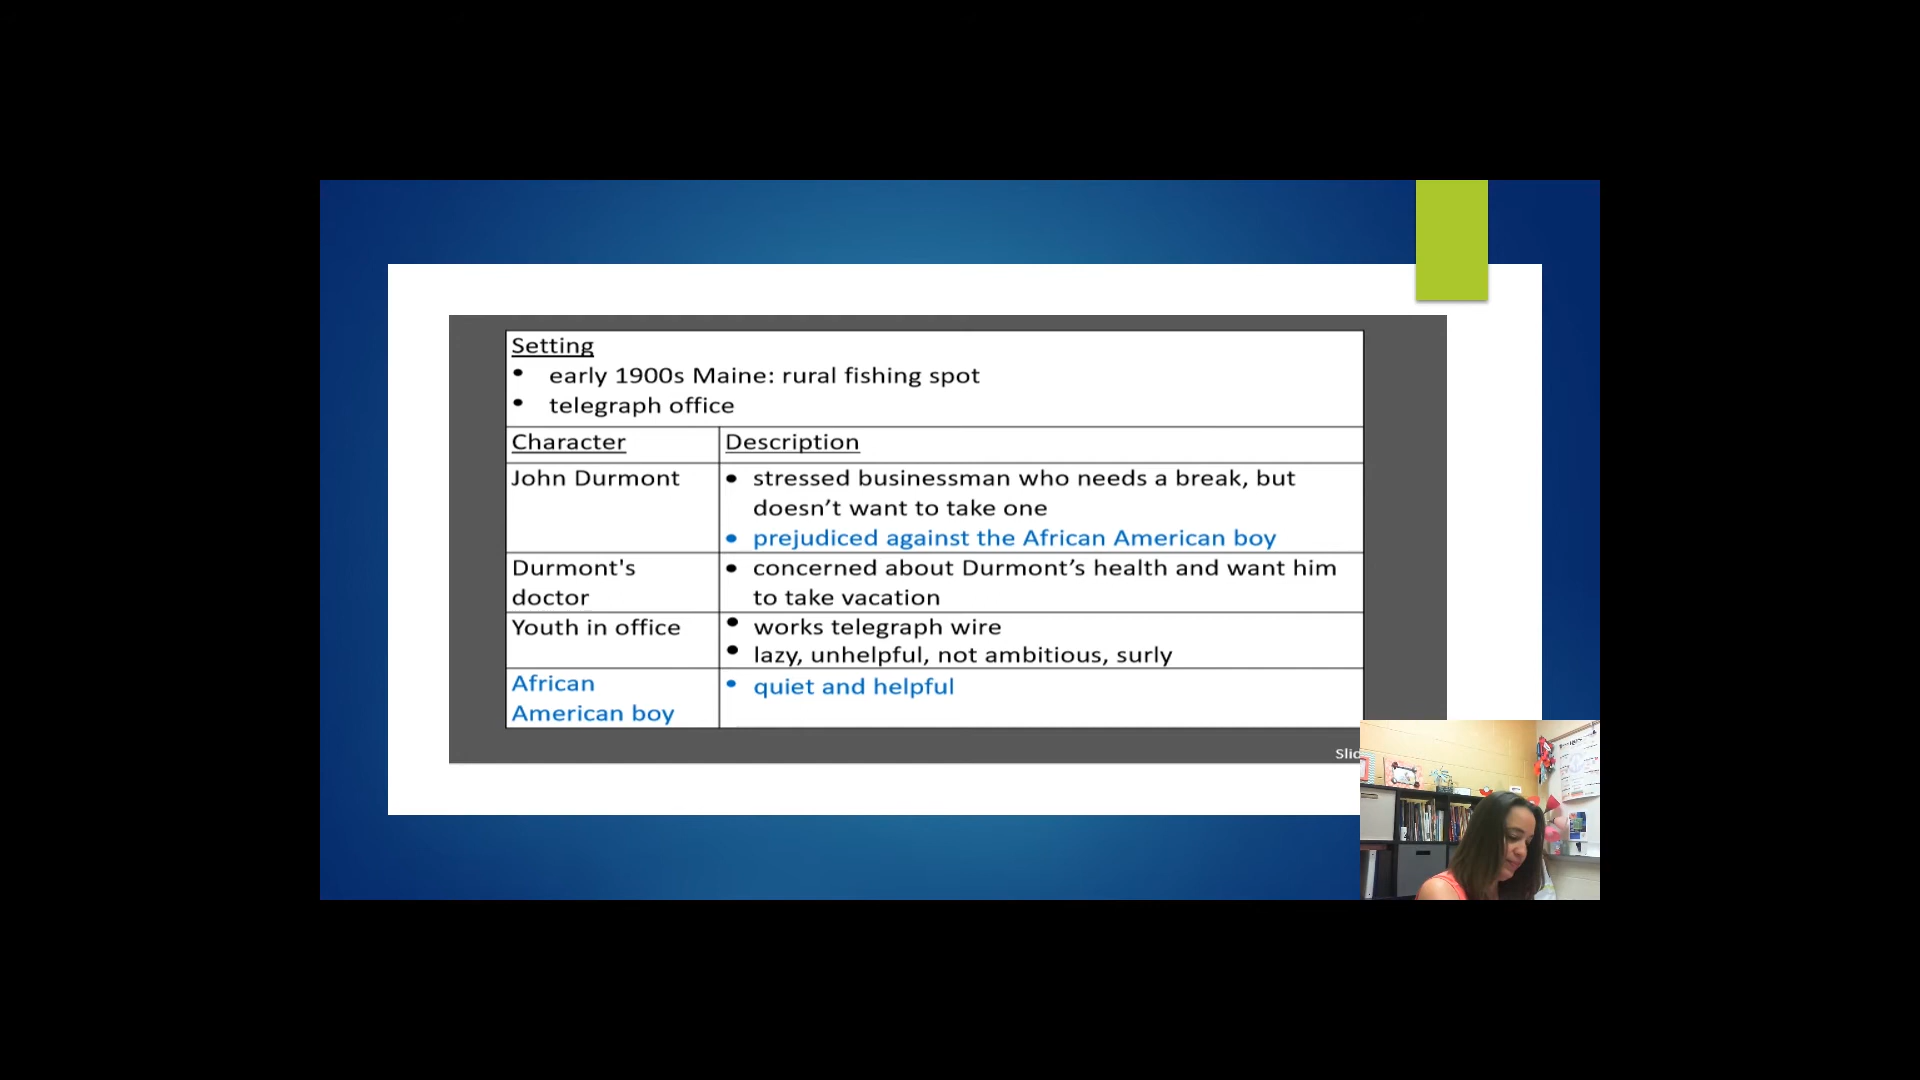 Setting
• early 1900s Maine: rural fishing spot
• telegraph office
Character Description
John Durmont • stressed businessman who needs a break, but
doesn’t want to take one
• prejudiced against the African American boy
Durmont's • concerned about Durmont’s health and want him
doctor to take vacation
Youth in office • works telegraph wire
• lazy, unhelpful, not ambitious, surly
African • quiet and helpful
American boy